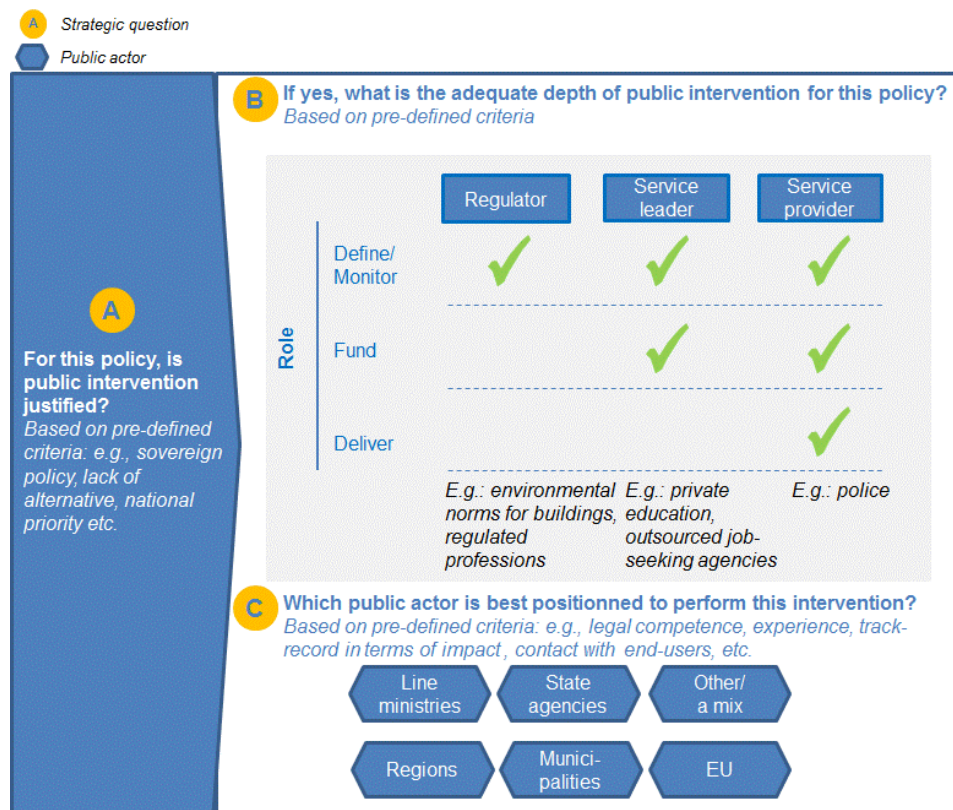 A Strategic question
Public actor
A
For this policy, is
public intervention
justified?
Based on pre-defined
criteria: e.g., sovereign
policy, lack of
alternative, national
priority etc.
B If yes, what is the adequate depth of public intervention for this policy?
Based on pre-defined criteria
Regulator
Service
leader
Service
provider
Role
Define/
Monitor
Fund
Deliver
E.g.: environmental
norms for buildings,
regulated
professions
E.g.: private
education,
outsourced job-
seeking agencies
E.g.: police
C Which public actor is best positionned to perform this intervention?
Based on pre-defined criteria: e.g., legal competence, experience, track-
record in terms of impact , contact with end-users, etc.
Line
ministries
State
agencies
Other/
a mix
Regions
Munici-
palities
EU